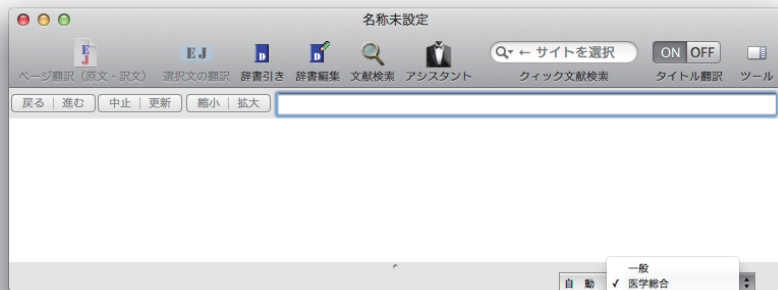 名称未設定
E J
E J
D
D
← サイトを選択
ON OFF
ページ翻訳（原文・訳文）
選択文の翻訳
辞書引き
辞書編集
文献検索
アシスタント
クィック文献検索
タイトル翻訳
ツール
戻る | 進む
中止 | 更新
縮小 | 拡大
一般
自 動 ✓ 医学総合